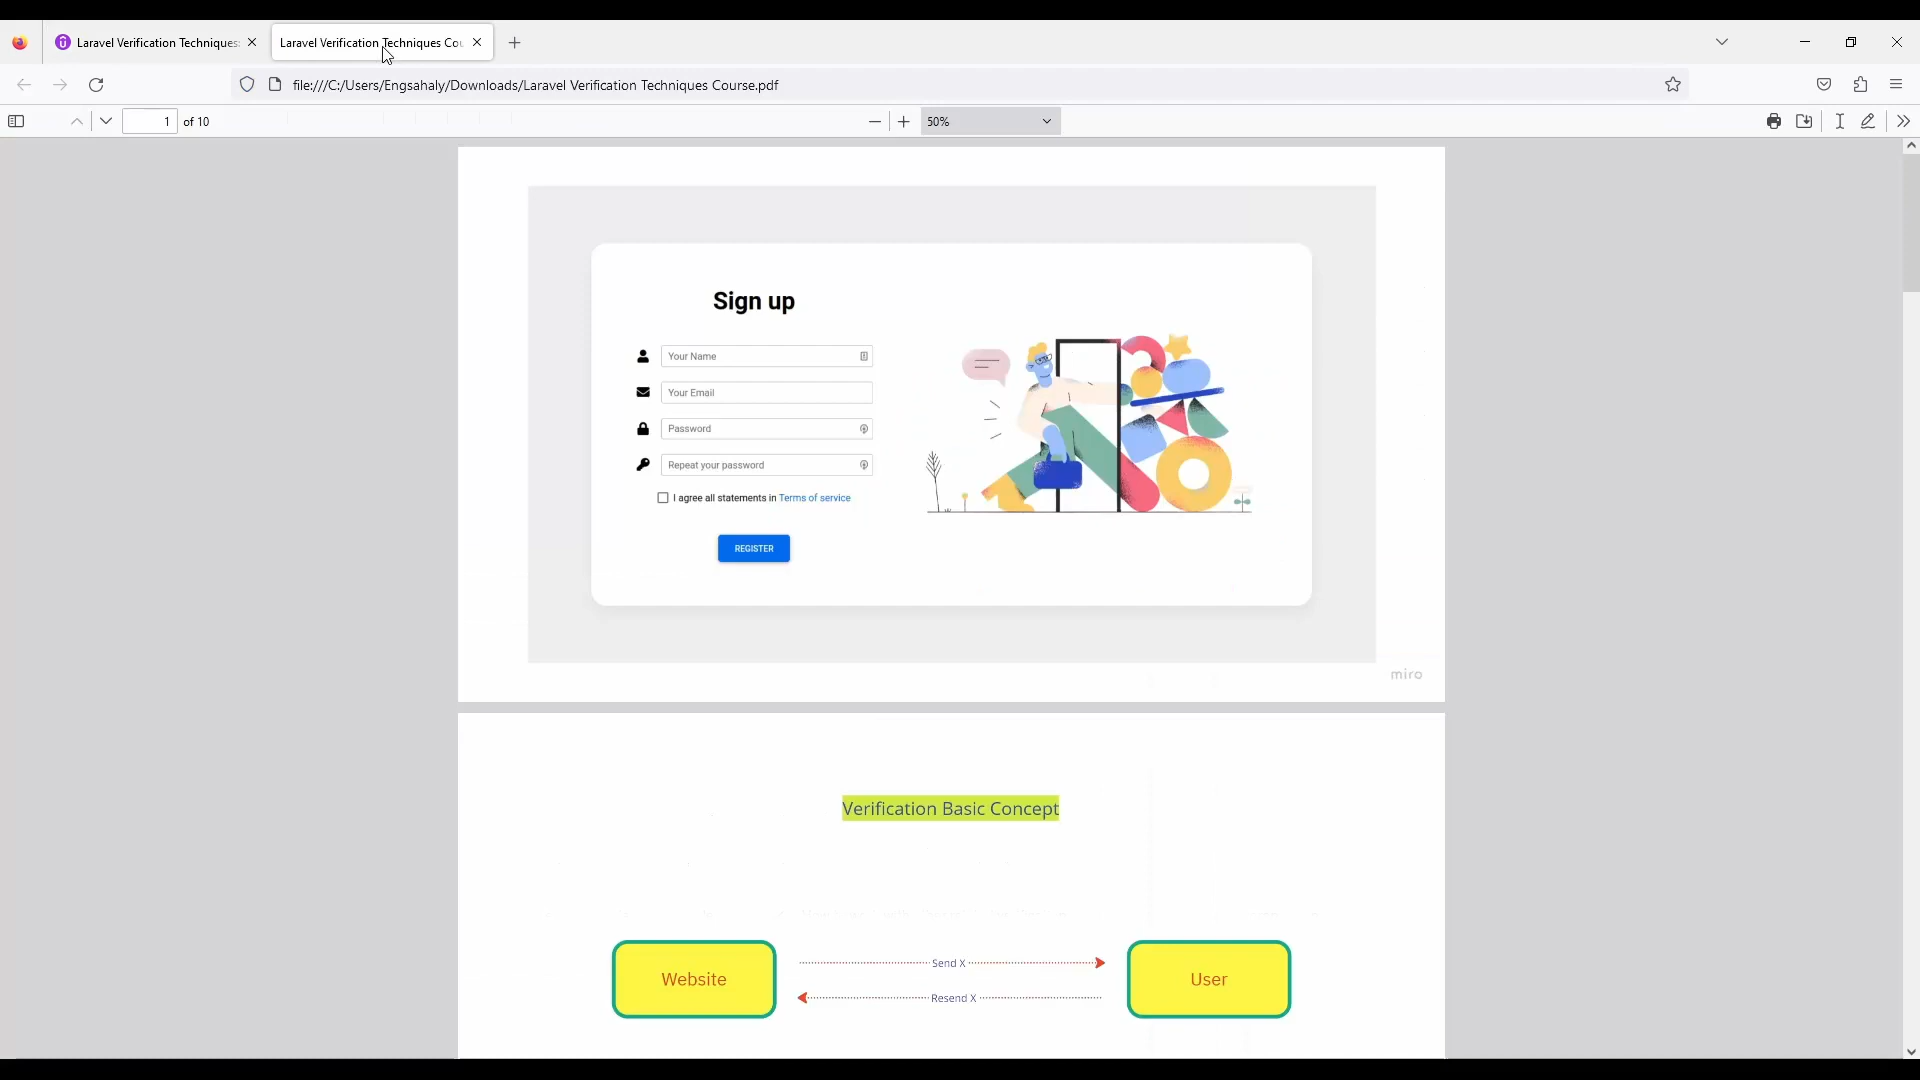 Laravel Verification Techniques:
Laravel Verification Techniques Cou
file:///C:/Users/Engsahaly/Downloads/Laravel Verification Techniques Course.pdf
1 of 10
50%
Sign up
Your Name
Your Email
Password
Repeat your password
I agree all statements in Terms of service
REGISTER
miro
Verification Basic Concept
Website
Send X
Resend X
User